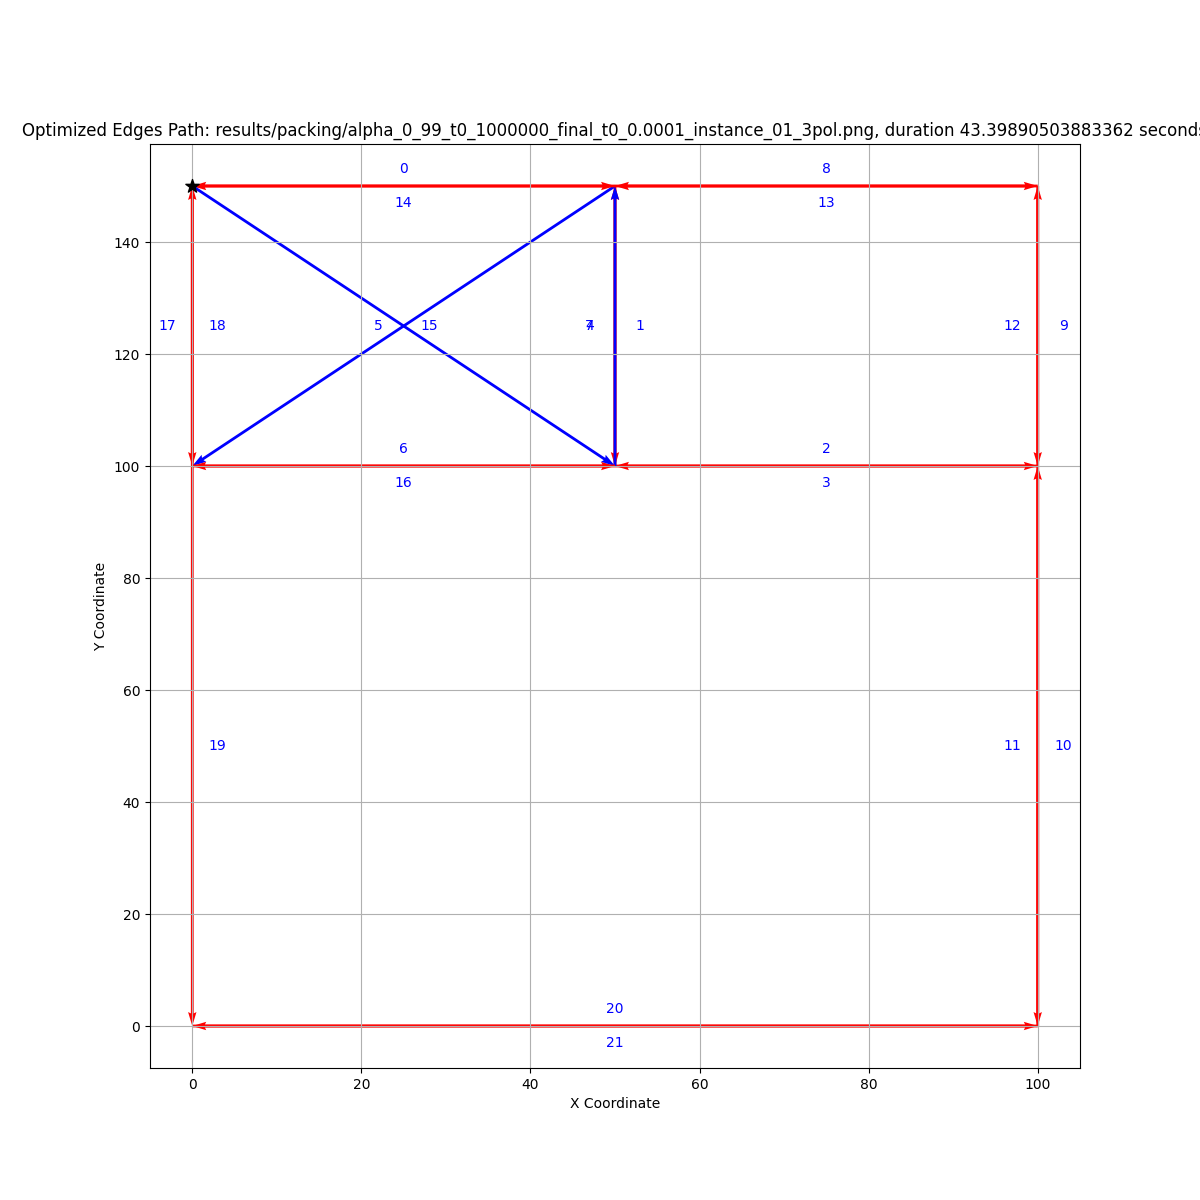 Optimized Edges Path: results/packing/alpha_0_99_t0_1000000_final_t0_0.0001_instance_01_3pol.png, duration 43.39890503883362 seconds
0 8
14 13
140
17 18 5 15 7 4 1 12 9
120
6 2
100
16 3
80
Y Coordinate
60
19 11 10
40
20
20
0
21
0 20 40 60 80 100
X Coordinate